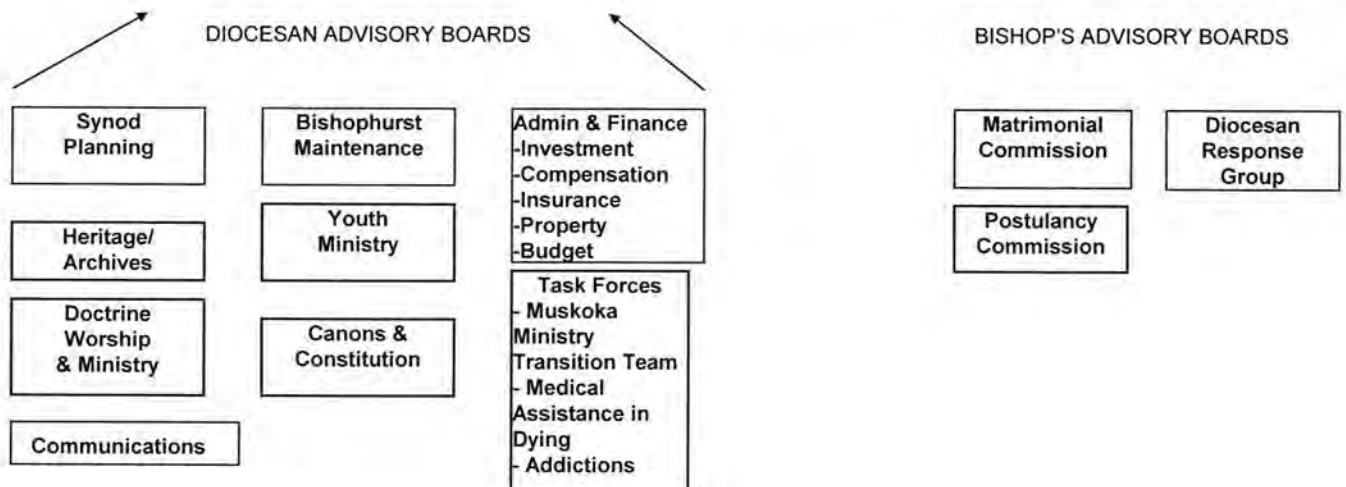 DIOCESAN ADVISORY BOARDS
BISHOP'S ADVISORY BOARDS
Synod
Planning
Heritage/
Archives
Doctrine
Worship
& Ministry
Communications
Bishophurst
Maintenance
Youth
Ministry
Canons &
Constitution
Admin & Finance
-Investment
-Compensation
-Insurance
-Property
-Budget
Task Forces
- Muskoka
Ministry
Transition Team
- Medical
Assistance in
Dying
- Addictions
Matrimonial
Commission
Postulancy
Commission
Diocesan
Response
Group